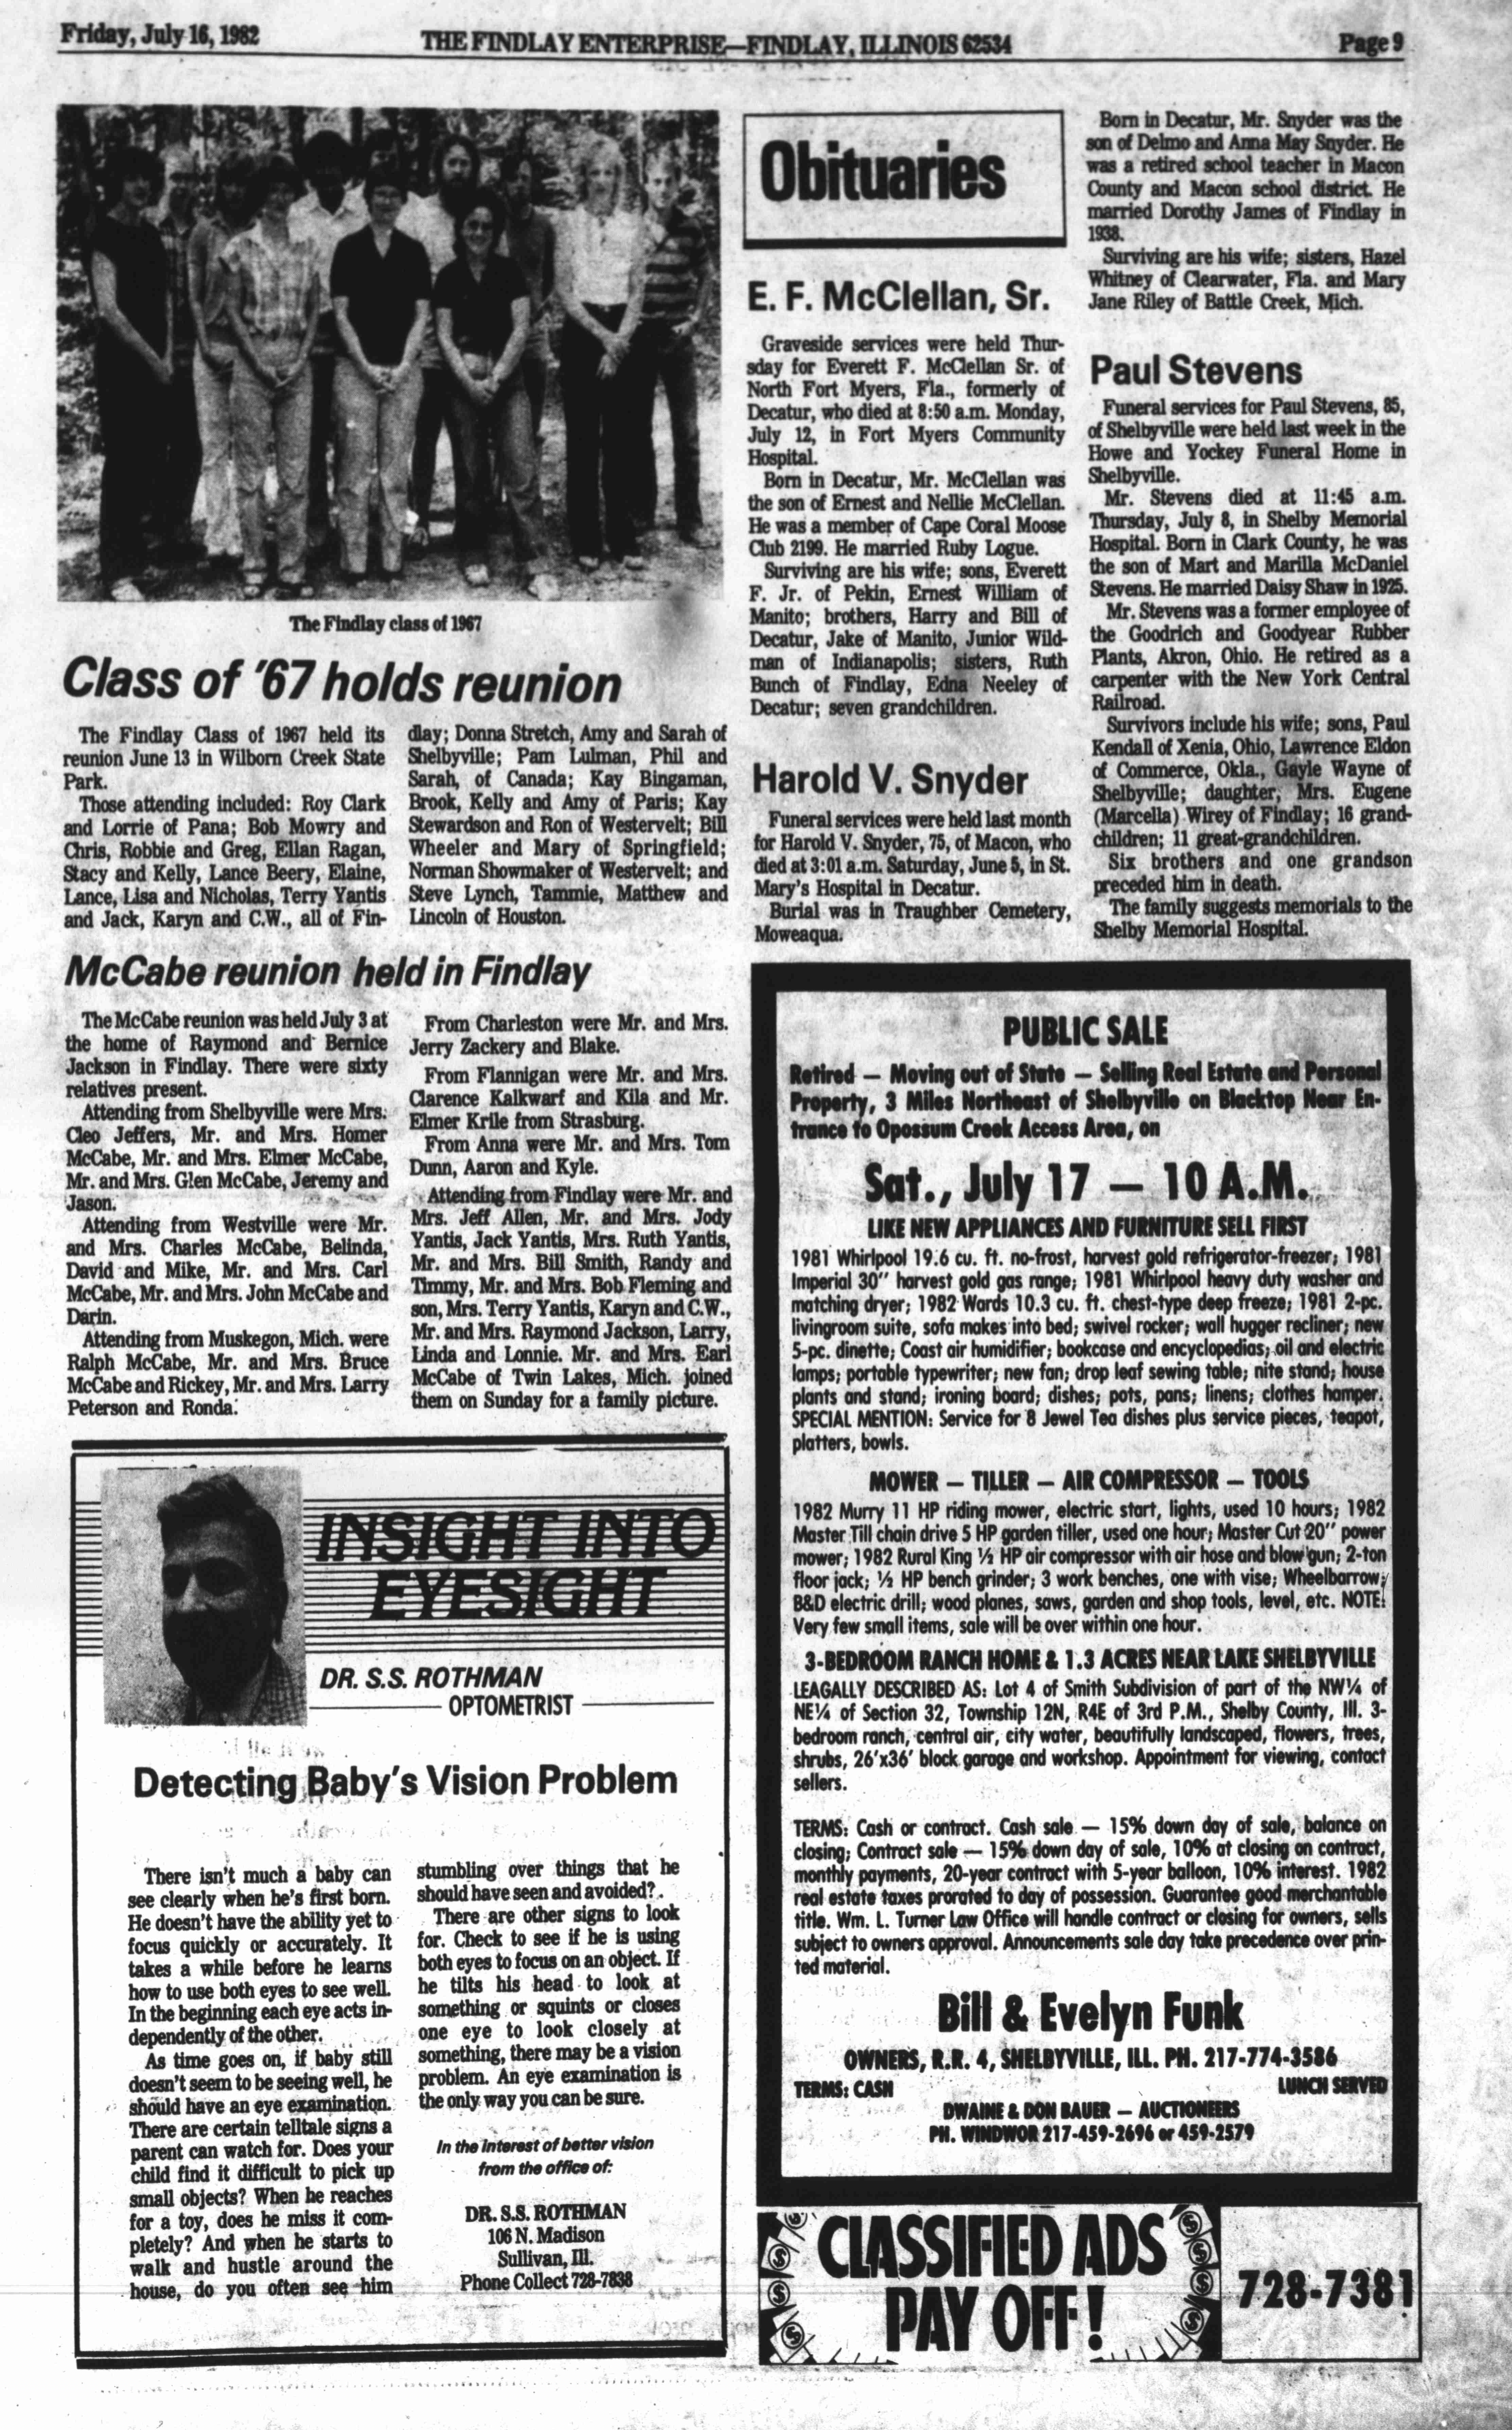 Friday, July 16, 1982
THE FINDLAY ENTERPRISE—FINDLAY, ILLINOIS 62534
Page 9
The Findlay class of 1967
Class of '67 holds reunion
The Findlay Class of 1967 held its
reunion June 13 in Wilborn Creek State
Park.
Those attending included: Roy Clark
and Lorrie of Pana; Bob Mowry and
Chris, Robbie and Greg, Ellan Ragan,
Stacy and Kelly, Lance Beery, Elaine,
Lance, Lisa and Nicholas, Terry Yantis
and Jack, Karyn and C.W., all of Fin-
dlay; Donna Stretch, Amy and Sarah of
Shelbyville; Pam Lulman, Phil and
Sarah, of Canada; Kay Bingaman,
Brook, Kelly and Amy of Paris; Kay
Stewardson and Ron of Westervelt; Bill
Wheeler and Mary of Springfield;
Norman Showmaker of Westervelt; and
Steve Lynch, Tammie, Matthew and
Lincoln of Houston.
McCabe reunion held in Findlay
The McCabe reunion was held July 3 at
the home of Raymond and Bernice
Jackson in Findlay. There were sixty
relatives present.
Attending from Shelbyville were Mrs.
Cleo Jeffers, Mr. and Mrs. Homer
McCabe, Mr. and Mrs. Elmer McCabe,
Mr. and Mrs. Glen McCabe, Jeremy and
Jason.
Attending from Westville were Mr.
and Mrs. Charles McCabe, Belinda,
David and Mike, Mr. and Mrs. Carl
McCabe, Mr. and Mrs. John McCabe and
Darin.
Attending from Muskegon, Mich. were
Ralph McCabe, Mr. and Mrs. Bruce
McCabe and Rickey, Mr. and Mrs. Larry
Peterson and Ronda.
From Charleston were Mr. and Mrs.
Jerry Zackery and Blake.
From Flannigan were Mr. and Mrs.
Clarence Kalkwarf and Kila and Mr.
Elmer Krile from Strasburg.
From Anna were Mr. and Mrs. Tom
Dunn, Aaron and Kyle.
Attending from Findlay were Mr. and
Mrs. Jeff Allen, Mr. and Mrs. Jody
Yantis, Jack Yantis, Mrs. Ruth Yantis,
Mr. and Mrs. Bill Smith, Randy and
Timmy, Mr. and Mrs. Bob Fleming and
son, Mrs. Terry Yantis, Karyn and C.W.,
Mr. and Mrs. Raymond Jackson, Larry,
Linda and Lonnie. Mr. and Mrs. Earl
McCabe of Twin Lakes, Mich. joined
them on Sunday for a family picture.
INSIGHT INTO
EYESIGHT
DR. S.S. ROTHMAN
OPTOMETRIST
Detecting Baby's Vision Problem
There isn't much a baby can
see clearly when he's first born.
He doesn't have the ability yet to
focus quickly or accurately. It
takes a while before he learns
how to use both eyes to see well.
In the beginning each eye acts in-
dependently of the other.
As time goes on, if baby still
doesn't seem to be seeing well, he
should have an eye examination.
There are certain telltale signs a
parent can watch for. Does your
child find it difficult to pick up
small objects? When he reaches
for a toy, does he miss it com-
pletely? And when he starts to
walk and hustle around the
house, do you often see him
stumbling over things that he
should have seen and avoided?
There are other signs to look
for. Check to see if he is using
both eyes to focus on an object. If
he tilts his head to look at
something or squints or closes
one eye to look closely at
something, there may be a vision
problem. An eye examination is
the only way you can be sure.
In the interest of better vision
from the office of:
DR. S.S. ROTHMAN
106 N. Madison
Sullivan, Ill.
Phone Collect 728-7838
Obituaries
E. F. McClellan, Sr.
Graveside services were held Thur-
sday for Everett F. McClellan Sr. of
North Fort Myers, Fla., formerly of
Decatur, who died at 8:50 a.m. Monday,
July 12, in Fort Myers Community
Hospital.
Born in Decatur, Mr. McClellan was
the son of Ernest and Nellie McClellan.
He was a member of Cape Coral Moose
Club 2199. He married Ruby Logue.
Surviving are his wife; sons, Everett
F. Jr. of Pekin, Ernest William of
Manito; brothers, Harry and Bill of
Decatur, Jake of Manito, Junior Wild-
man of Indianapolis; sisters, Ruth
Bunch of Findlay, Edna Neeley of
Decatur; seven grandchildren.
Harold V. Snyder
Funeral services were held last month
for Harold V. Snyder, 75, of Macon, who
died at 3:01 a.m. Saturday, June 5, in St.
Mary's Hospital in Decatur.
Burial was in Traughber Cemetery,
Moweaqua.
Born in Decatur, Mr. Snyder was the
son of Delmo and Anna May Snyder. He
was a retired school teacher in Macon
County and Macon school district. He
married Dorothy James of Findlay in
1938.
Surviving are his wife; sisters, Hazel
Whitney of Clearwater, Fla. and Mary
Jane Riley of Battle Creek, Mich.
Paul Stevens
Funeral services for Paul Stevens, 85,
of Shelbyville were held last week in the
Howe and Yockey Funeral Home in
Shelbyville.
Mr. Stevens died at 11:45 a.m.
Thursday, July 8, in Shelby Memorial
Hospital. Born in Clark County, he was
the son of Mart and Marilla McDaniel
Stevens. He married Daisy Shaw in 1925.
Mr. Stevens was a former employee of
the Goodrich and Goodyear Rubber
Plants, Akron, Ohio. He retired as a
carpenter with the New York Central
Railroad.
Survivors include his wife; sons, Paul
Kendall of Xenia, Ohio, Lawrence Eldon
of Commerce, Okla., Gayle Wayne of
Shelbyville; daughter, Mrs. Eugene
(Marcella) Wirey of Findlay; 16 grand-
children; 11 great-grandchildren.
Six brothers and one grandson
preceded him in death.
The family suggests memorials to the
Shelby Memorial Hospital.
PUBLIC SALE
Retired — Moving out of State — Selling Real Estate and Personal
Property, 3 Miles Northeast of Shelbyville on Blacktop Near En-
trance to Opossum Creek Access Area, on
Sat., July 17 — 10 A.M.
LIKE NEW APPLIANCES AND FURNITURE SELL FIRST
1981 Whirlpool 19.6 cu. ft. no-frost, harvest gold refrigerator-freezer; 1981
Imperial 30" harvest gold gas range; 1981 Whirlpool heavy duty washer and
matching dryer; 1982 Wards 10.3 cu. ft. chest-type deep freeze; 1981 2-pc.
livingroom suite, sofa makes into bed; swivel rocker; wall hugger recliner; new
5-pc. dinette; Coast air humidifier; bookcase and encyclopedias; oil and electric
lamps; portable typewriter; new fan; drop leaf sewing table; nite stand; house
plants and stand; ironing board; dishes; pots, pans; linens; clothes hamper.
SPECIAL MENTION: Service for 8 Jewel Tea dishes plus service pieces, teapot,
platters, bowls.
MOWER — TILLER — AIR COMPRESSOR — TOOLS
1982 Murry 11 HP riding mower, electric start, lights, used 10 hours; 1982
Master Till chain drive 5 HP garden tiller, used one hour; Master Cut 20" power
mower; 1982 Rural King ½ HP air compressor with air hose and blow gun; 2-ton
floor jack; ½ HP bench grinder; 3 work benches, one with vise; Wheelbarrow;
B&D electric drill; wood planes, saws, garden and shop tools, level, etc. NOTE:
Very few small items, sale will be over within one hour.
3-BEDROOM RANCH HOME & 1.3 ACRES NEAR LAKE SHELBYVILLE
LEAGALLY DESCRIBED AS: Lot 4 of Smith Subdivision of part of the NW¼ of
NE¼ of Section 32, Township 12N, R4E of 3rd P.M., Shelby County, Ill. 3-
bedroom ranch, central air, city water, beautifully landscaped, flowers, trees,
shrubs, 26'x36' block garage and workshop. Appointment for viewing, contact
sellers.
TERMS: Cash or contract. Cash sale — 15% down day of sale, balance on
closing; Contract sale — 15% down day of sale, 10% at closing on contract,
monthly payments, 20-year contract with 5-year balloon, 10% interest. 1982
real estate taxes prorated to day of possession. Guarantee good merchantable
title. Wm. L. Turner Law Office will handle contract or closing for owners, sells
subject to owners approval. Announcements sale day take precedence over prin-
ted material.
Bill & Evelyn Funk
OWNERS, R.R. 4, SHELBYVILLE, ILL. PH. 217-774-3586
TERMS: CASH
LUNCH SERVED
DWAINE & DON BAUER — AUCTIONEERS
PH. WINDWOR 217-459-2696 or 459-2579
CLASSIFIED ADS
PAY OFF!
728-7381